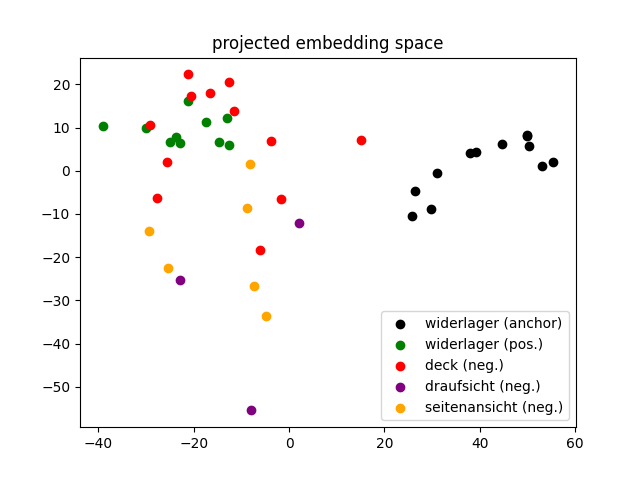 projected embedding space
20
10
0
−10
−20
−30
−40
−50
−40
−20
0
20
40
60
widerlager (anchor)
widerlager (pos.)
deck (neg.)
draufsicht (neg.)
seitenansicht (neg.)